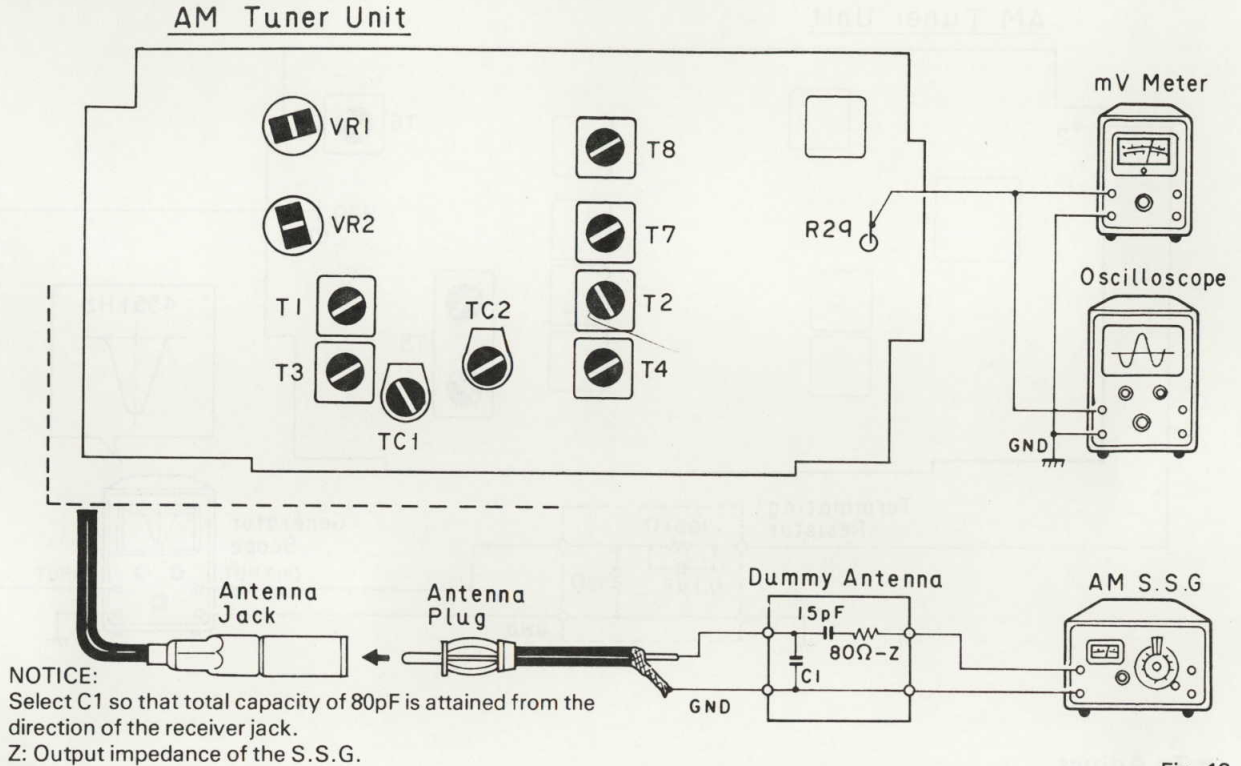 AM Tuner Unit
mV Meter
VR1
T8
VR2
T7
R29
Oscilloscope
T1
TC2
T2
T3
T4
TC1
GND
Antenna
Jack
Antenna
Plug
Dummy Antenna
15pF
80Ω-Z
C1
GND
AM S.S.G
NOTICE:
Select C1 so that total capacity of 80pF is attained from the
direction of the receiver jack.
Z: Output impedance of the S.S.G.